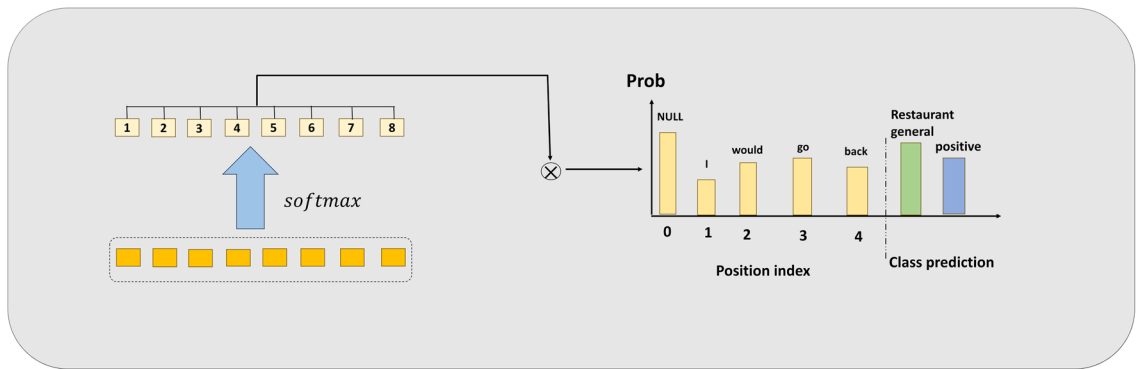 1 2 3 4 5 6 7 8
softmax
Prob
NULL
I
would
go
back
Restaurant
general
positive
0 1 2 3 4
Position index
Class prediction